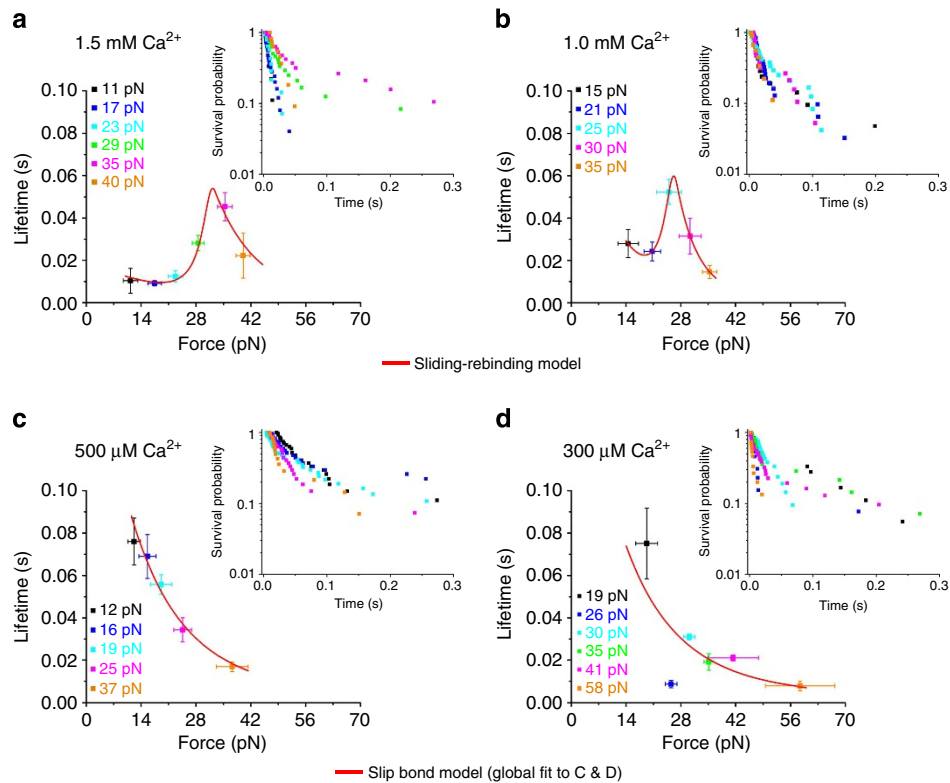 a
1.5 mM Ca2+
11 pN
17 pN
23 pN
29 pN
35 pN
40 pN
Lifetime (s)
0.10
0.08
0.06
0.04
0.02
0.00
0 14 28 42 56 70
Force (pN)
Survival probability
1
0.1
0.01
0.0 0.1 0.2 0.3
Time (s)
b
1.0 mM Ca2+
15 pN
21 pN
25 pN
30 pN
35 pN
Lifetime (s)
0.10
0.08
0.06
0.04
0.02
0.00
0 14 28 42 56 70
Force (pN)
Survival probability
1
0.1
0.01
0.0 0.1 0.2 0.3
Time (s)
Sliding-rebinding model
c
500 μM Ca2+
12 pN
16 pN
19 pN
25 pN
37 pN
Lifetime (s)
0.10
0.08
0.06
0.04
0.02
0.00
0 14 28 42 56 70
Force (pN)
Survival probability
1
0.1
0.01
0.0 0.1 0.2 0.3
Time (s)
d
300 μM Ca2+
19 pN
26 pN
30 pN
35 pN
41 pN
58 pN
Lifetime (s)
0.10
0.08
0.06
0.04
0.02
0.00
0 14 28 42 56 70
Force (pN)
Survival probability
1
0.1
0.01
0.0 0.1 0.2 0.3
Time (s)
Slip bond model (global fit to C & D)